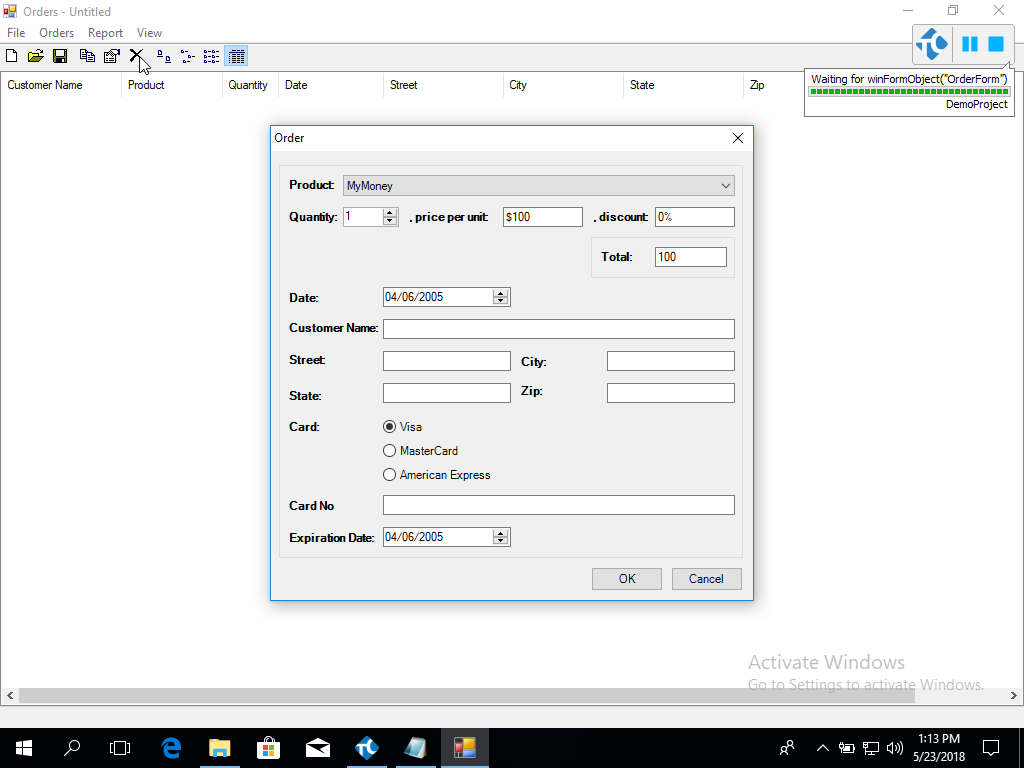 Orders - Untitled
File Orders Report View
Waiting for winFormObject("OrderForm")
DemoProject
Customer Name Product Quantity Date Street City State Zip
Order
Product: MyMoney
Quantity: 1 , price per unit: $100 , discount: 0%
Total: 100
Date: 04/06/2005
Customer Name:
Street: City:
State: Zip:
Card: Visa
MasterCard
American Express
Card No
Expiration Date: 04/06/2005
OK Cancel
Activate Windows
Go to Settings to activate Windows.
1:13 PM
5/23/2018